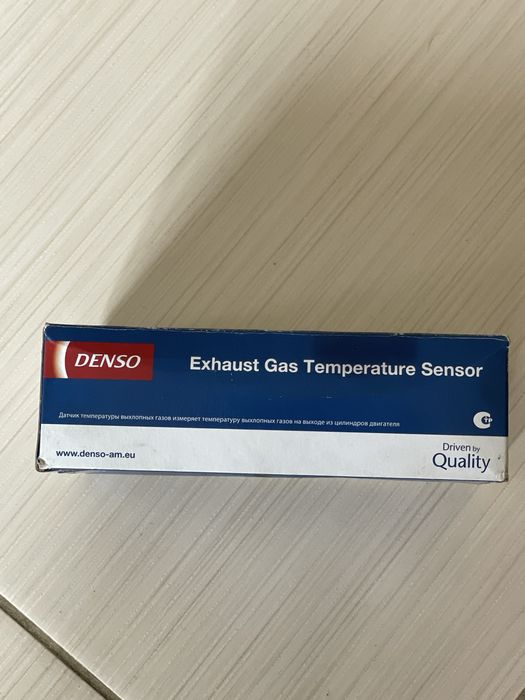 DENSO
Exhaust Gas Temperature Sensor
Датчик температуры выхлопных газов измеряет температуру выхлопных газов на выходе из цилиндров двигателя
www.denso-am.eu
Driven by
Quality